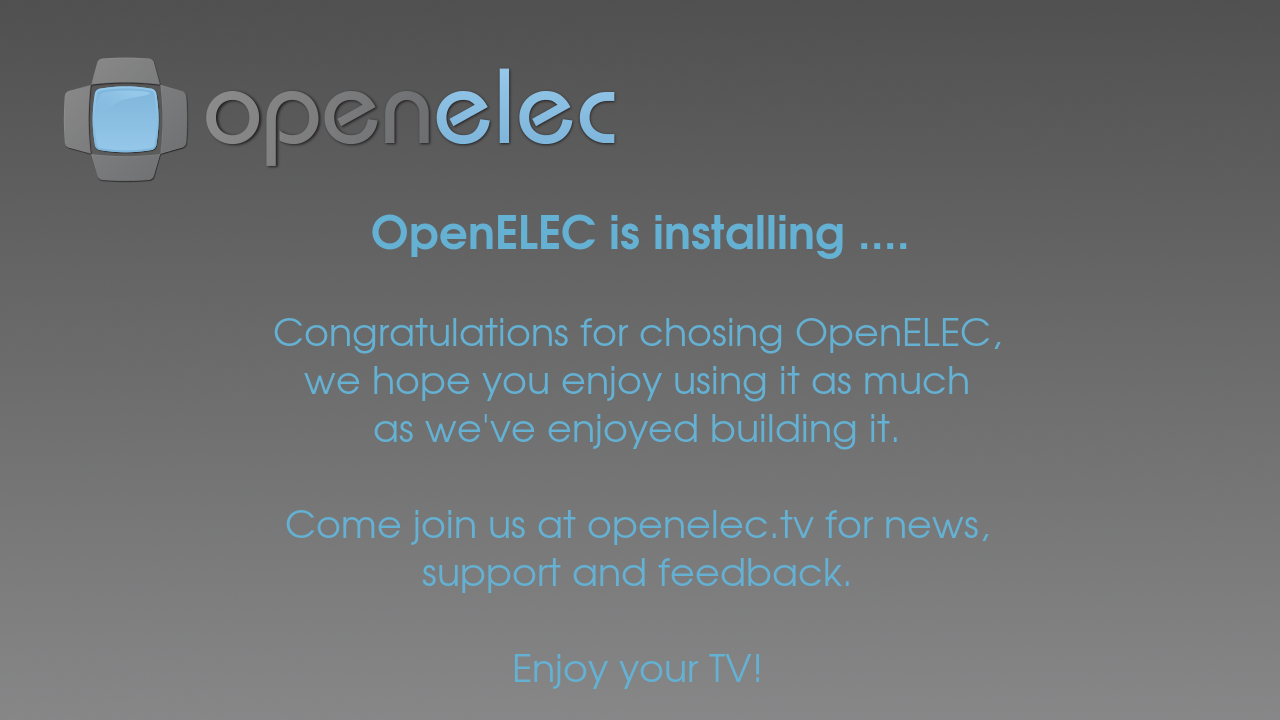 openelec
OpenELEC is installing ....
Congratulations for chosing OpenELEC,
we hope you enjoy using it as much
as we've enjoyed building it.
Come join us at openelec.tv for news,
support and feedback.
Enjoy your TV!